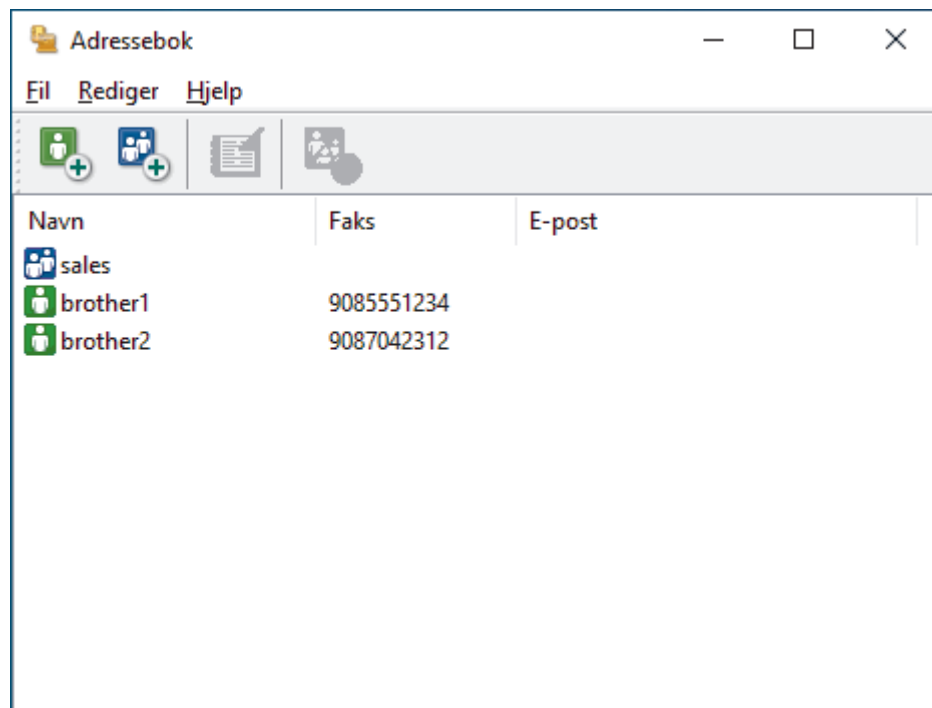 Adressebok
Fil Rediger Hjelp
Navn Faks E-post
sales
brother1 9085551234
brother2 9087042312